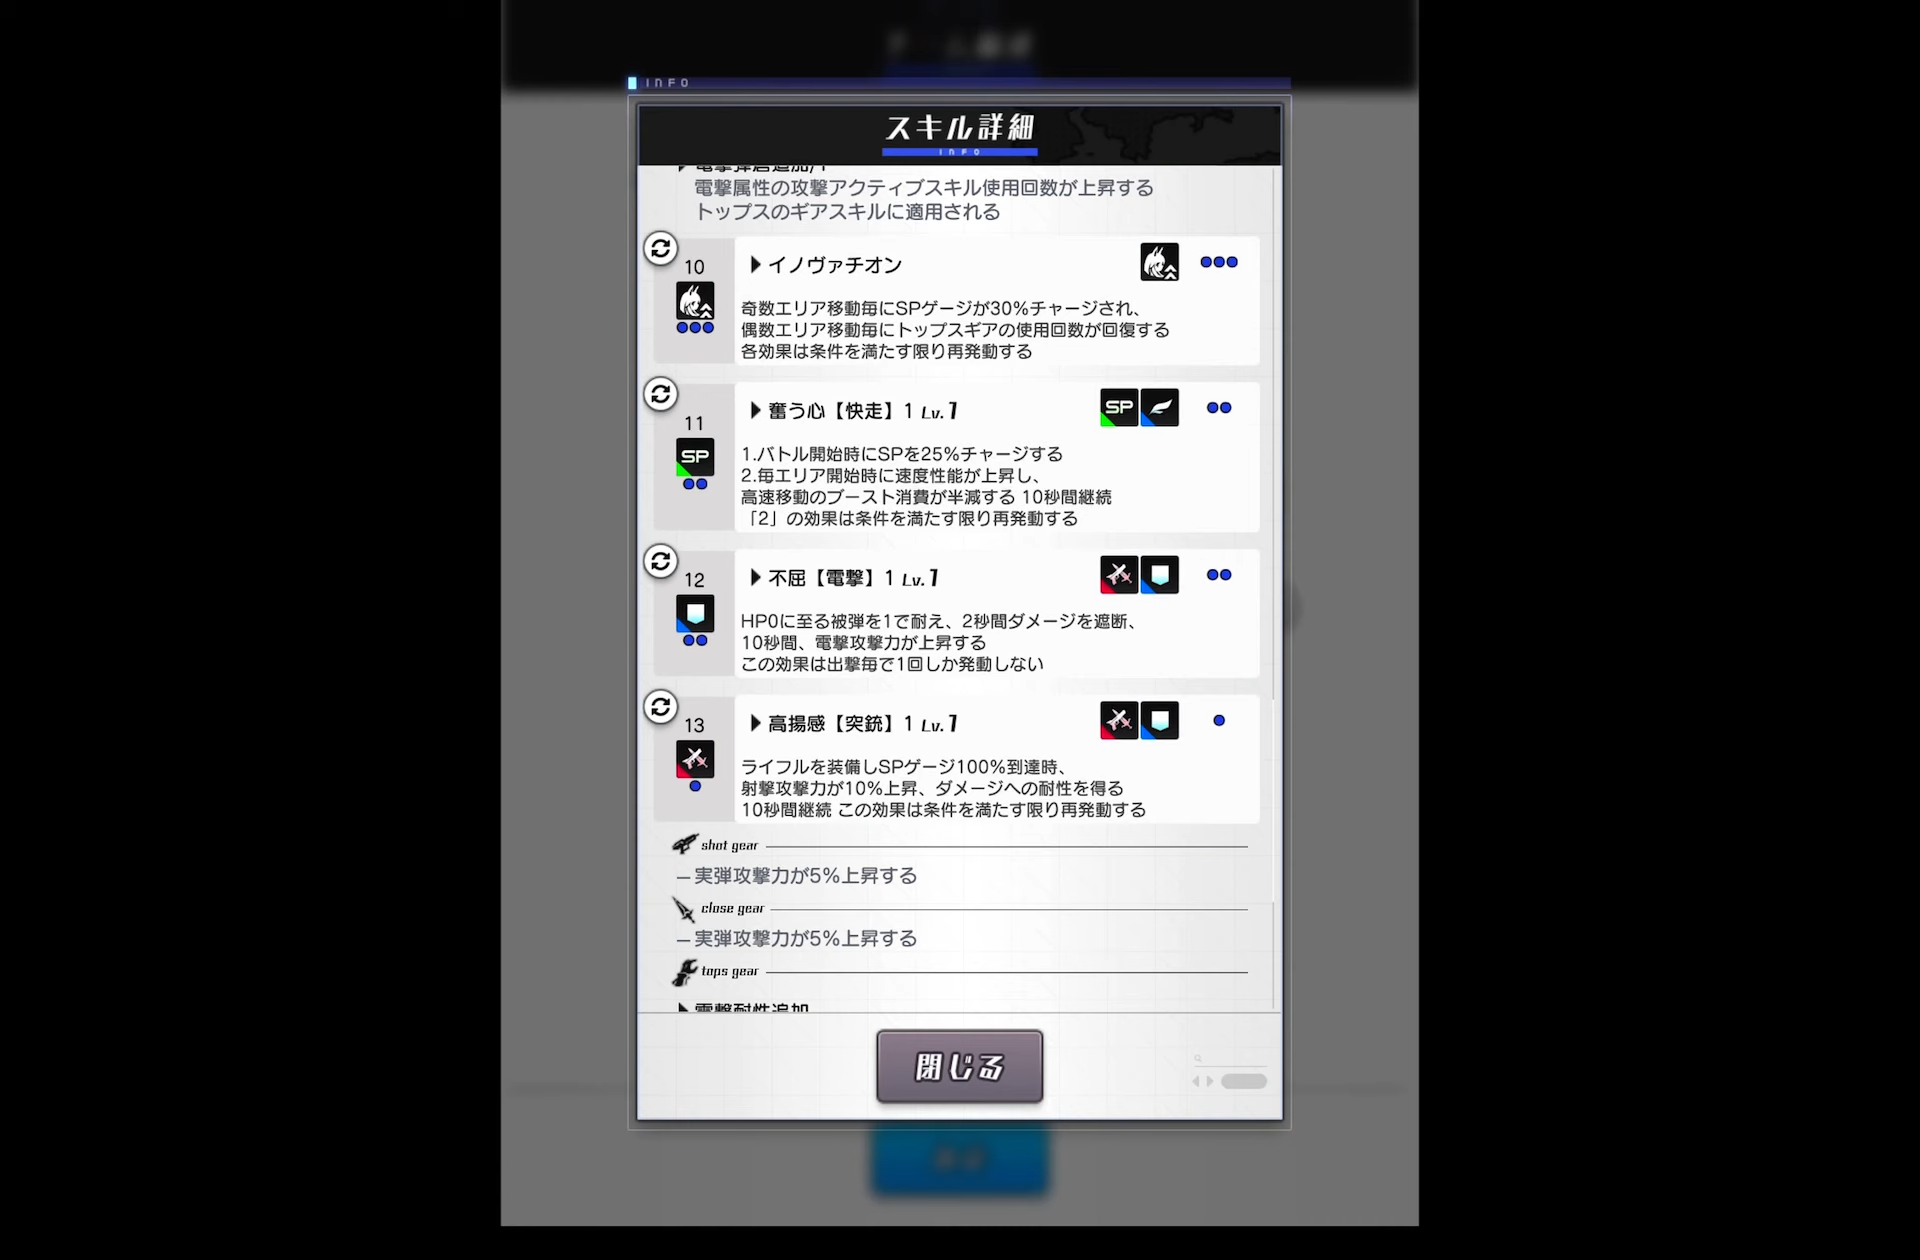 INFO
スキル詳細
INFO
電撃属性の攻撃アクティブスキル使用回数が上昇する
トップスのギアスキルに適用される
10
▶イノヴァチオン
奇数エリア移動毎にSPゲージが30%チャージされ、
偶数エリア移動毎にトップスギアの使用回数が回復する
各効果は条件を満たす限り再発動する
11
SP
▶奮う心【快走】1 Lv.1
SP
1.バトル開始時にSPを25%チャージする
2.毎エリア開始時に速度性能が上昇し、
高速移動のブースト消費が半減する 10秒間継続
「2」の効果は条件を満たす限り再発動する
12
▶不屈【電撃】1 Lv.1
HP0に至る被弾を1で耐え、2秒間ダメージを遮断、
10秒間、電撃攻撃力が上昇する
この効果は出撃毎で1回しか発動しない
13
▶高揚感【突銃】1 Lv.1
ライフルを装備しSPゲージ100%到達時、
射撃攻撃力が10%上昇、ダメージへの耐性を得る
10秒間継続 この効果は条件を満たす限り再発動する
shot gear
―実弾攻撃力が5%上昇する
close gear
―実弾攻撃力が5%上昇する
tops gear
▶電撃耐性追加
閉じる